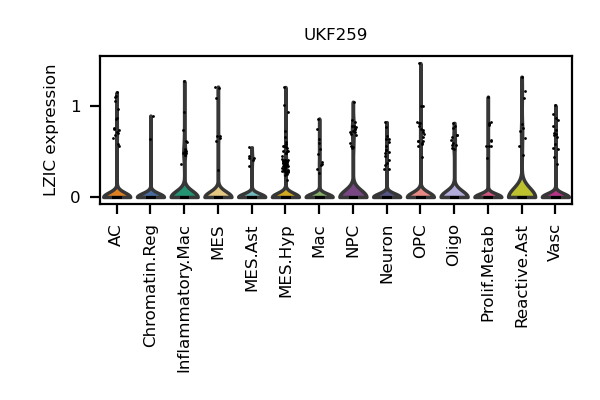 UKF259
LZIC expression
1
0
AC
Chromatin.Reg
Inflammatory.Mac
MES
MES.Ast
MES.Hyp
Mac
NPC
Neuron
OPC
Oligo
Prolif.Metab
Reactive.Ast
Vasc